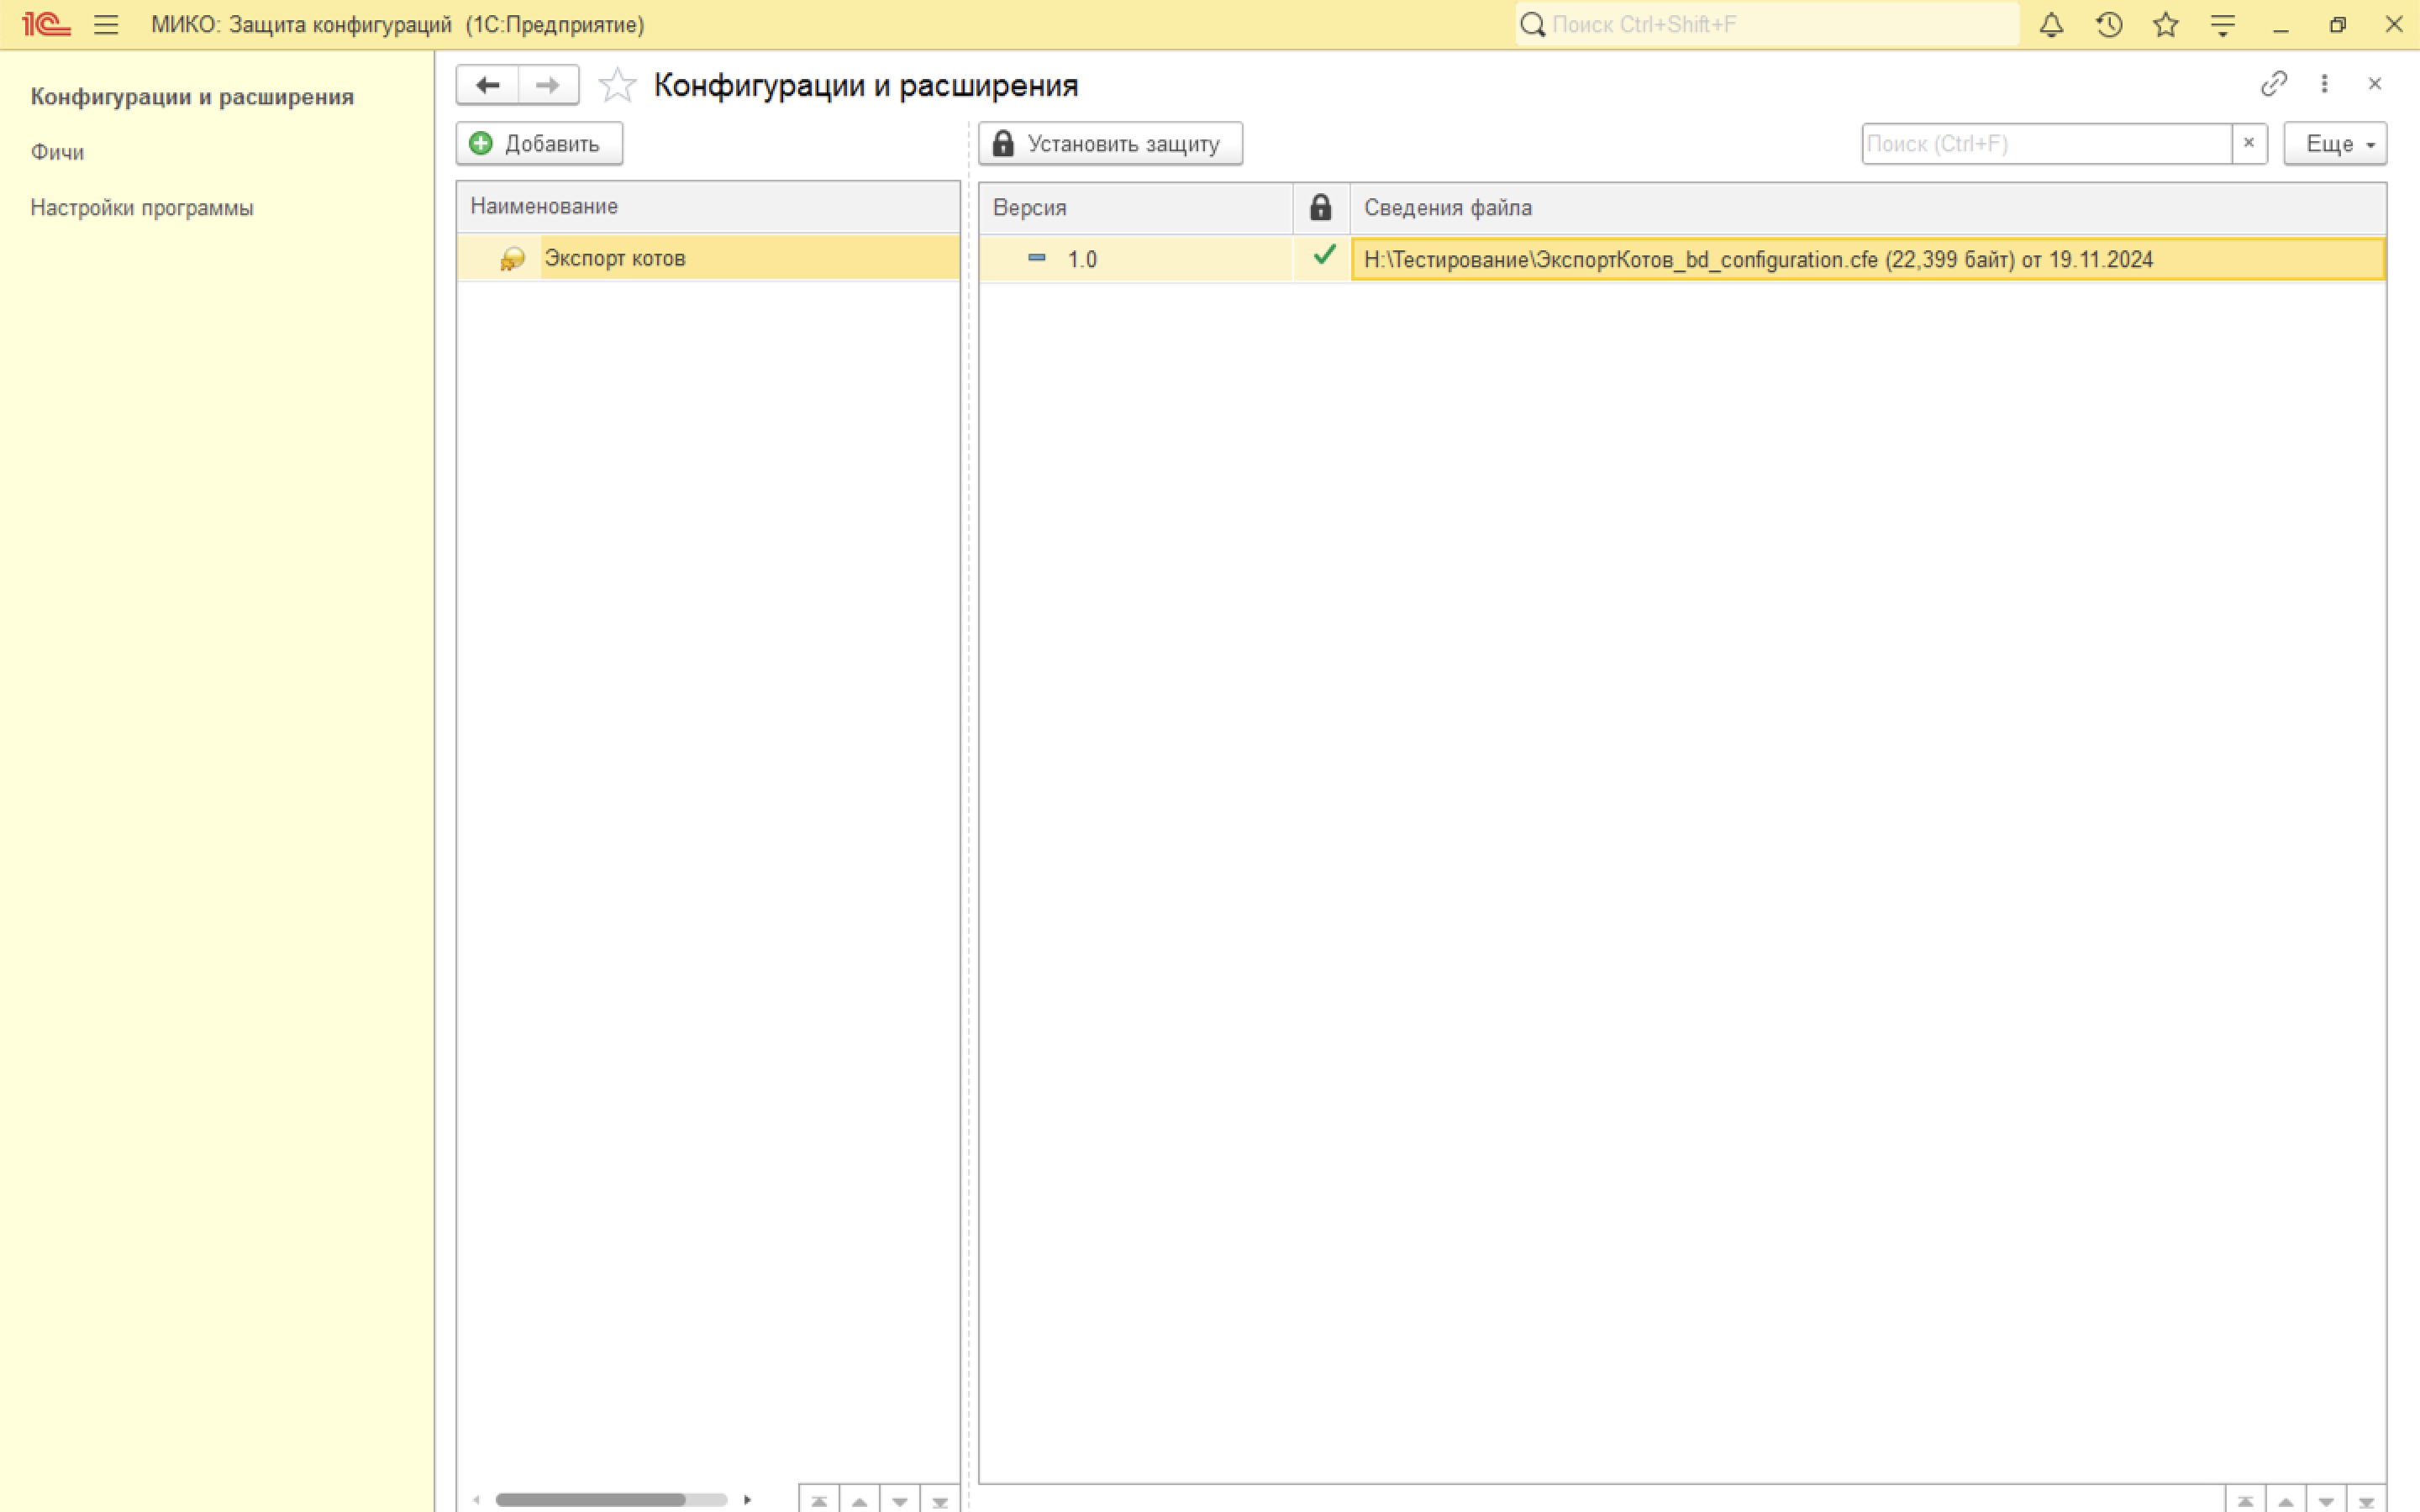 1С МИКО: Защита конфигураций (1С:Предприятие) Поиск Ctrl+Shift+F
Конфигурации и расширения
Фичи
Настройки программы
Конфигурации и расширения
Добавить
Установить защиту Поиск (Ctrl+F) × Еще
Наименование
Экспорт котов
Версия Сведения файла
1.0 H:\Тестирование\ЭкспортКотов_bd_configuration.cfe (22,399 байт) от 19.11.2024